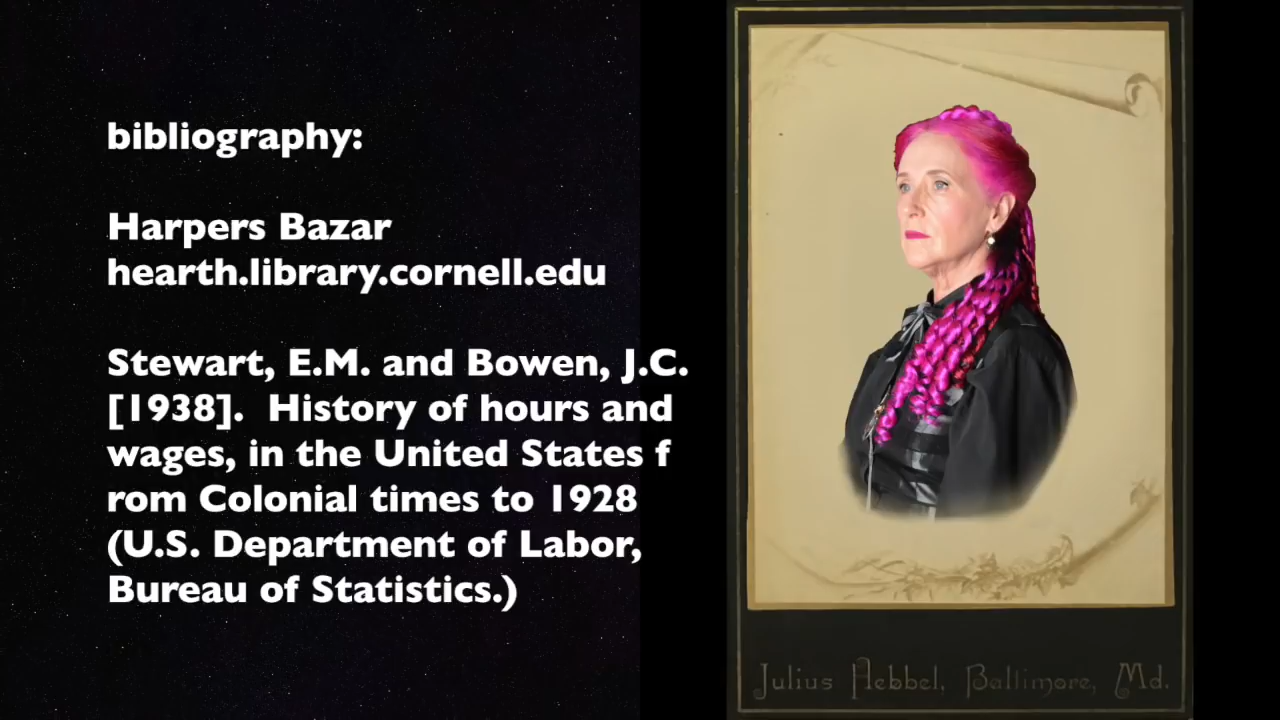 bibliography:
Harpers Bazar
hearth.library.cornell.edu
Stewart, E.M. and Bowen, J.C.
[1938].  History of hours and
wages, in the United States f
rom Colonial times to 1928
(U.S. Department of Labor,
Bureau of Statistics.)
Julius Hebbel, Baltimore, Md.